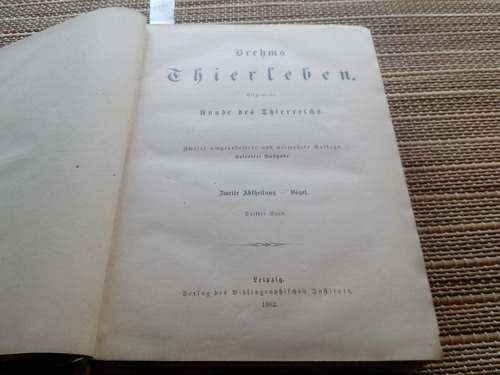 Brehms
Thierleben.
Allgemeine
Kunde des Thierreichs.
Zweite umgearbeitete und vermehrte Auflage.
Kolorirte Ausgabe.
Zweite Abtheilung — Vögel.
Dritter Band.
Leipzig.
Verlag des Bibliographischen Instituts.
1882.